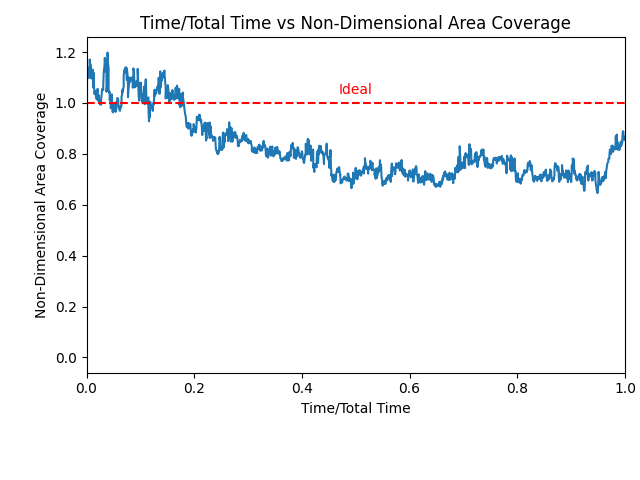 Time/Total Time vs Non-Dimensional Area Coverage
Non-Dimensional Area Coverage
1.2
1.0
0.8
0.6
0.4
0.2
0.0
Ideal
0.0 0.2 0.4 0.6 0.8 1.0
Time/Total Time